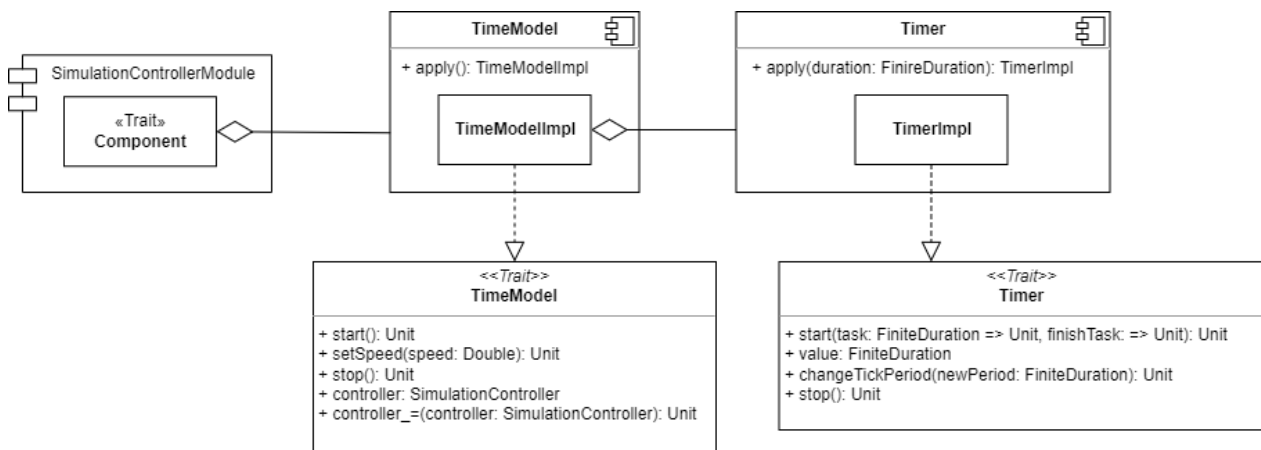 SimulationControllerModule
«Trait»
Component
TimeModel
+ apply(): TimeModelImpl
TimeModelImpl
Timer
+ apply(duration: FinireDuration): TimerImpl
TimerImpl
<<Trait>>
TimeModel
+ start(): Unit
+ setSpeed(speed: Double): Unit
+ stop(): Unit
+ controller: SimulationController
+ controller_=(controller: SimulationController): Unit
<<Trait>>
Timer
+ start(task: FiniteDuration => Unit, finishTask: => Unit): Unit
+ value: FiniteDuration
+ changeTickPeriod(newPeriod: FiniteDuration): Unit
+ stop(): Unit